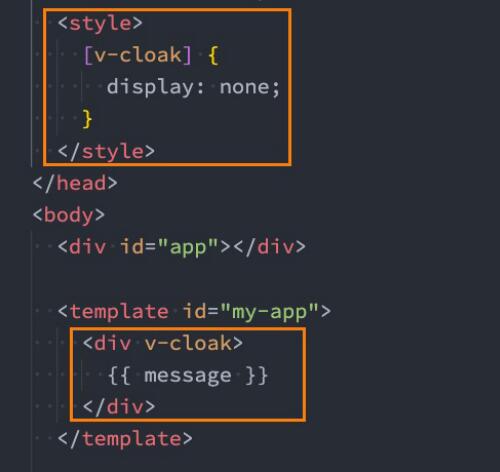 <style>
[v-cloak] {
display: none;
}
</style>
</head>
<body>
<div id="app"></div>
<template id="my-app">
<div v-cloak>
{{ message }}
</div>
</template>